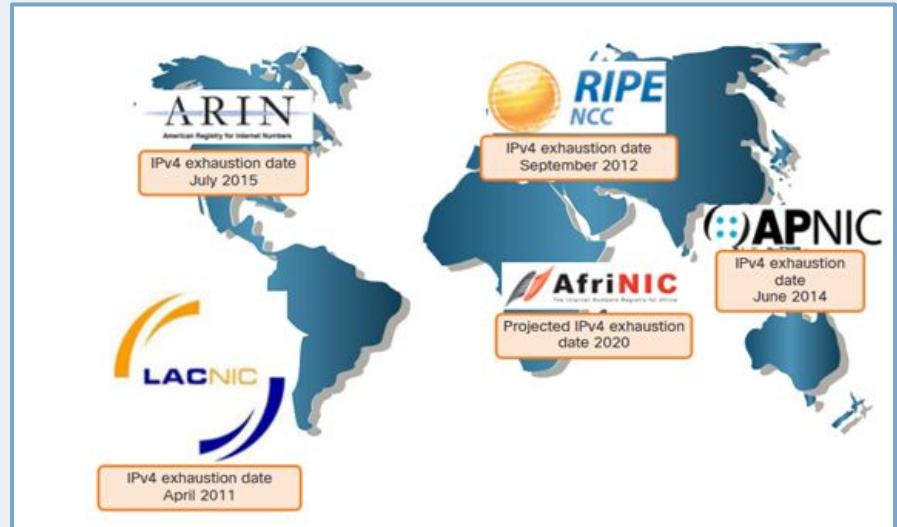 ARIN
American Registry for Internet Numbers
IPv4 exhaustion date
July 2015
RIPE
NCC
IPv4 exhaustion date
September 2012
APNIC
IPv4 exhaustion
date
June 2014
AfriNIC
The Internet Numbers Registry for Africa
Projected IPv4 exhaustion
date 2020
LACNIC
IPv4 exhaustion date
April 2011